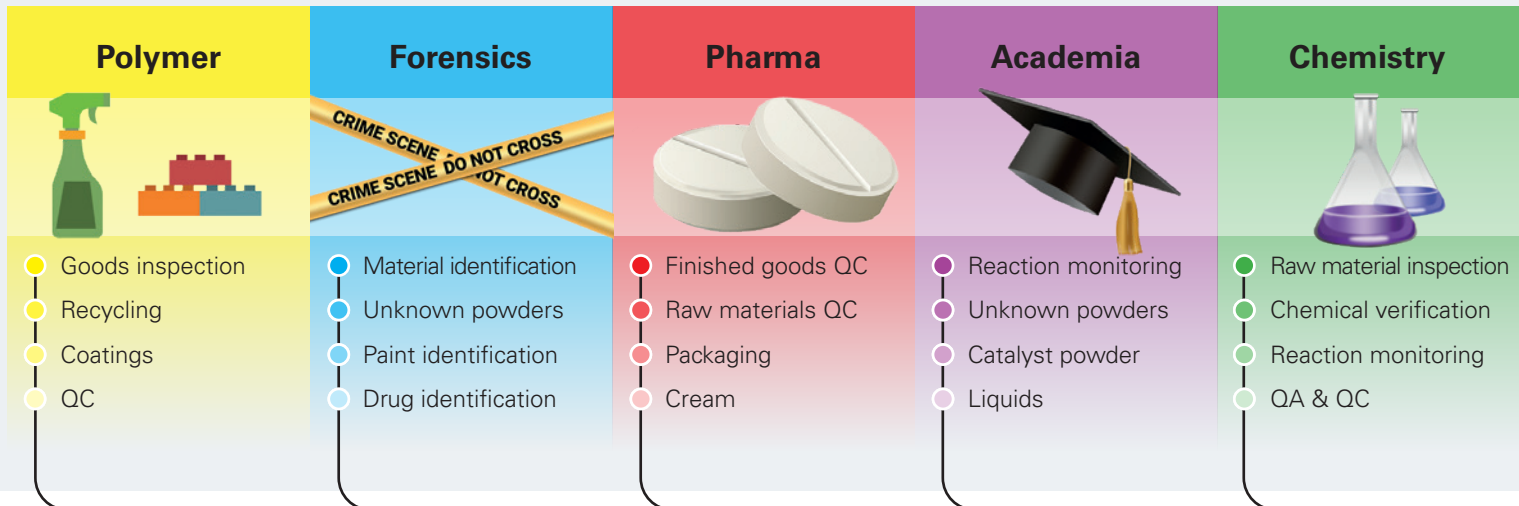 Polymer
Forensics
Pharma
Academia
Chemistry
CRIME SCENE DO NOT CROSS
CRIME SCENE DO NOT CROSS
Goods inspection
Recycling
Coatings
QC
Material identification
Unknown powders
Paint identification
Drug identification
Finished goods QC
Raw materials QC
Packaging
Cream
Reaction monitoring
Unknown powders
Catalyst powder
Liquids
Raw material inspection
Chemical verification
Reaction monitoring
QA & QC